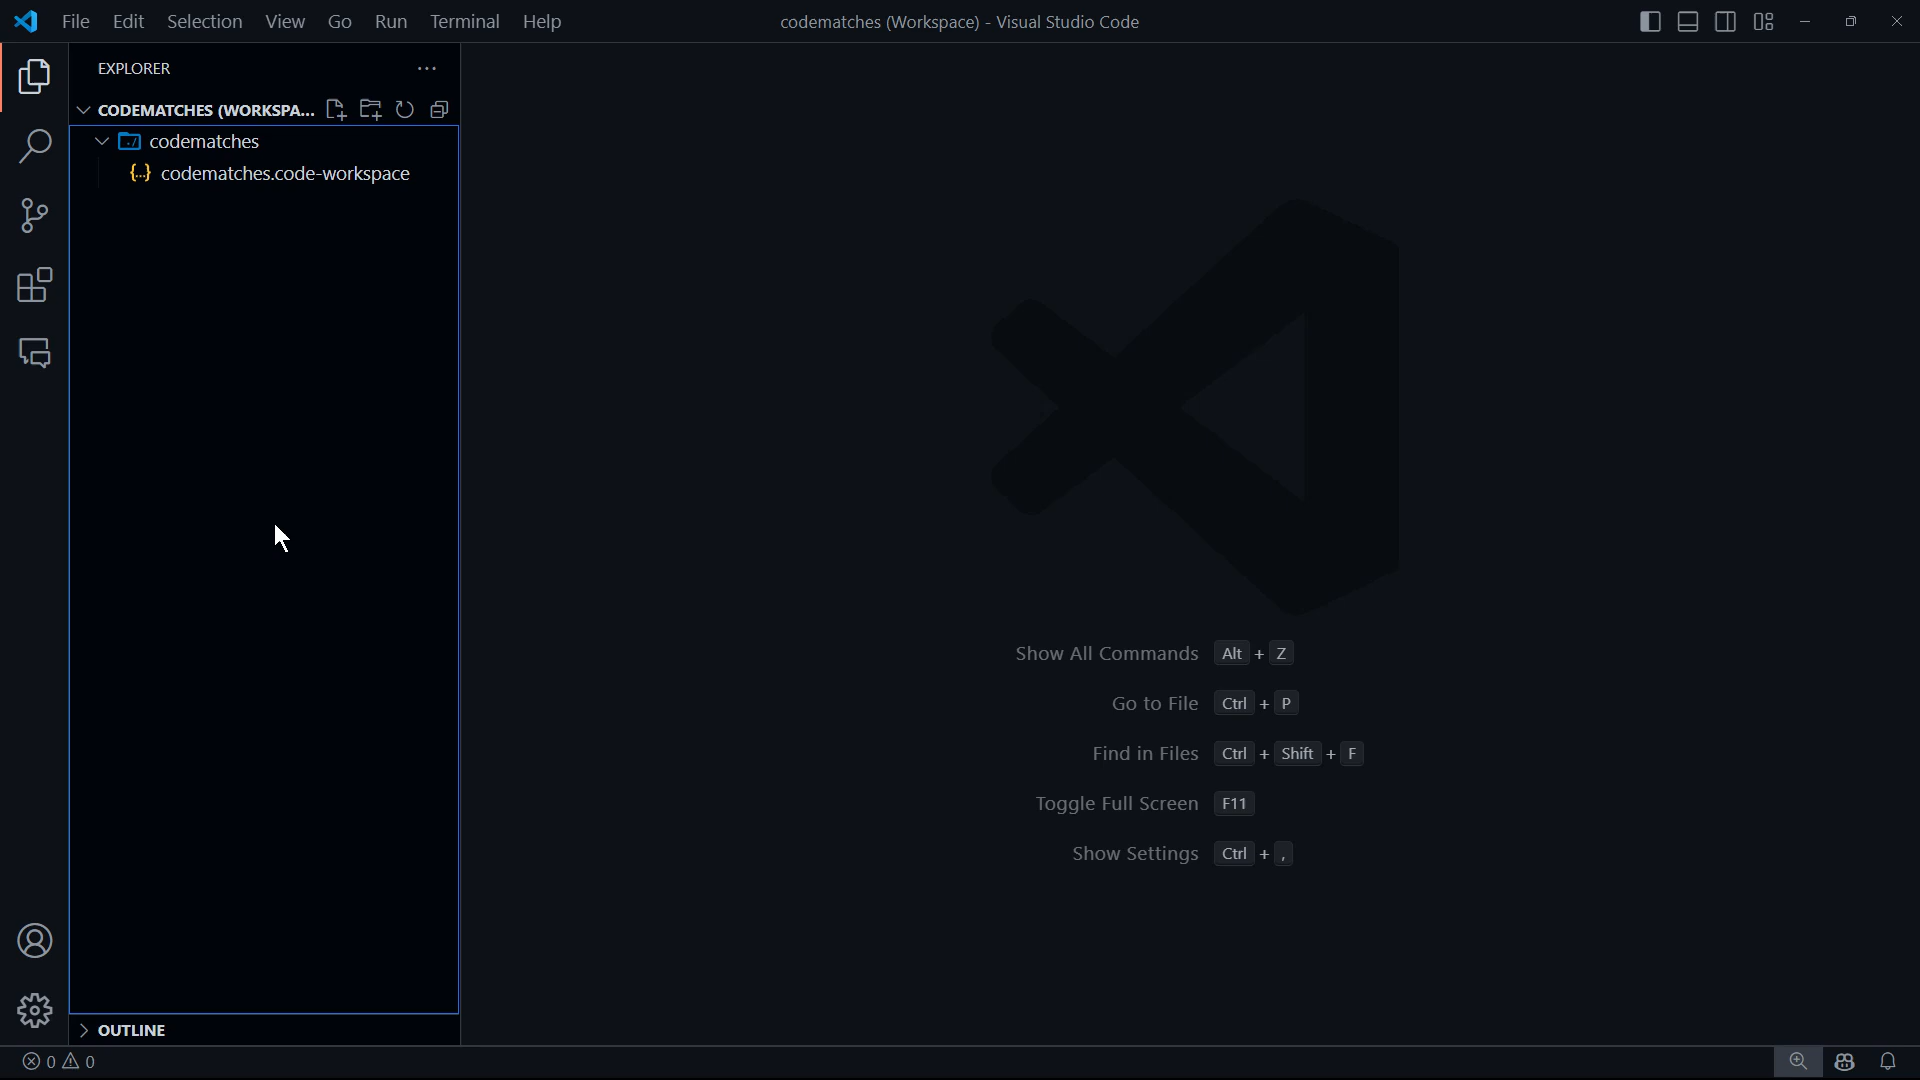 File Edit Selection View Go Run Terminal Help codematches (Workspace) - Visual Studio Code
EXPLORER
CODEMATCHES (WORKSPA...
codematches
codematches.code-workspace
Show All Commands Alt + Z
Go to File Ctrl + P
Find in Files Ctrl + Shift + F
Toggle Full Screen F11
Show Settings Ctrl + ,
OUTLINE
0 0